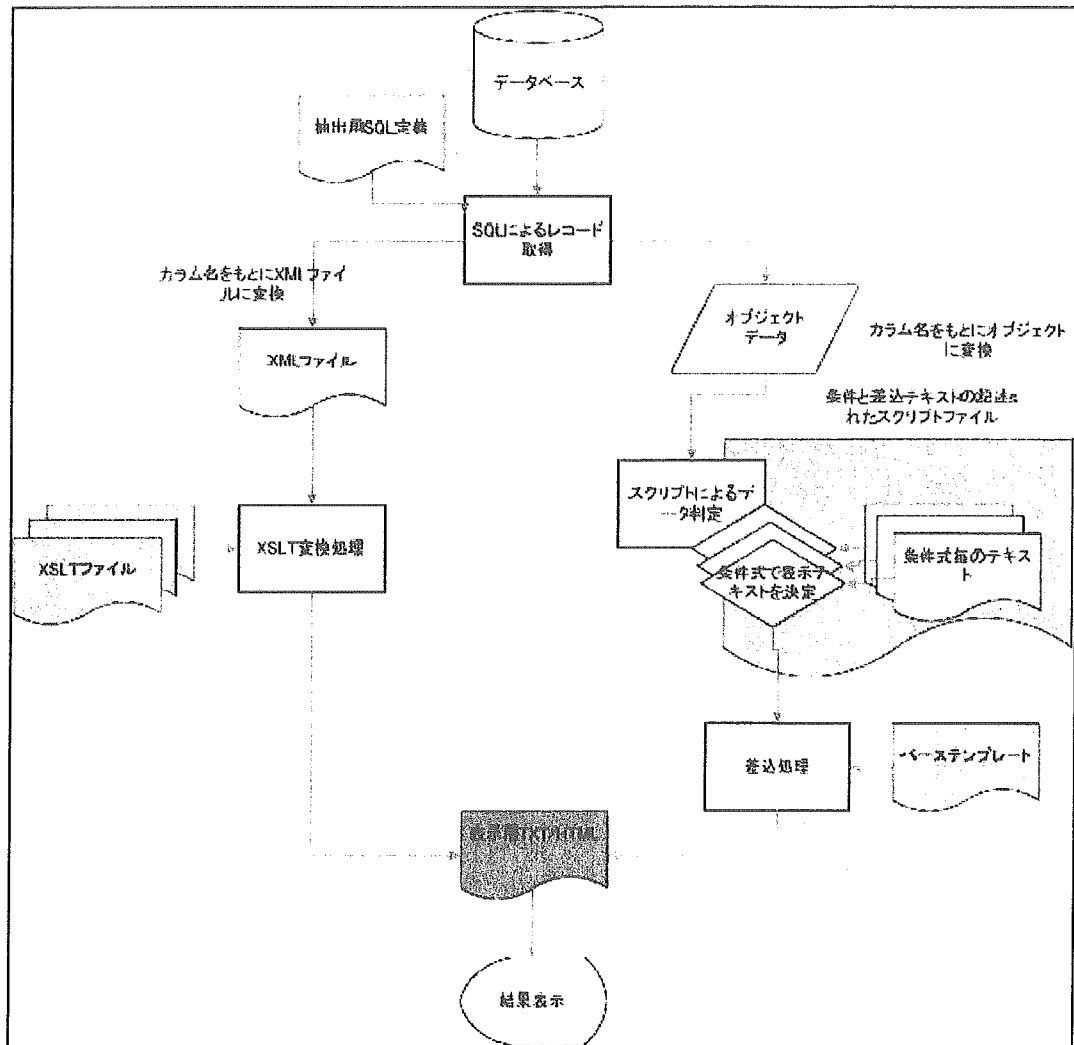 データベース
抽出用SQL定義
SQLによるレコード
取得
カラム名をもとにXMLファイ
ルに変換
オブジェクト
データ
カラム名をもとにオブジェクト
に変換
XMLファイル
条件と差込テキストの記述さ
れたスクリプトファイル
スクリプトによるデ
ータ判定
XSLTファイル
XSLT変換処理
条件式毎のテキス
ト
条件式で表示テ
キストを決定
差込処理
ベーステンプレート
表示用TXT/HTML
結果表示